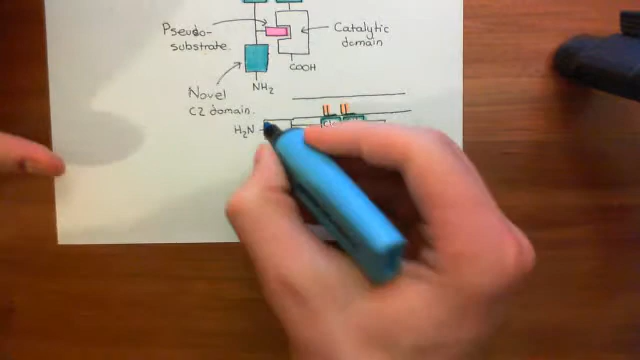 Pseudo-
substrate.
Catalytic
domain
COOH
NH2
Novel
C2 domain.
H2N